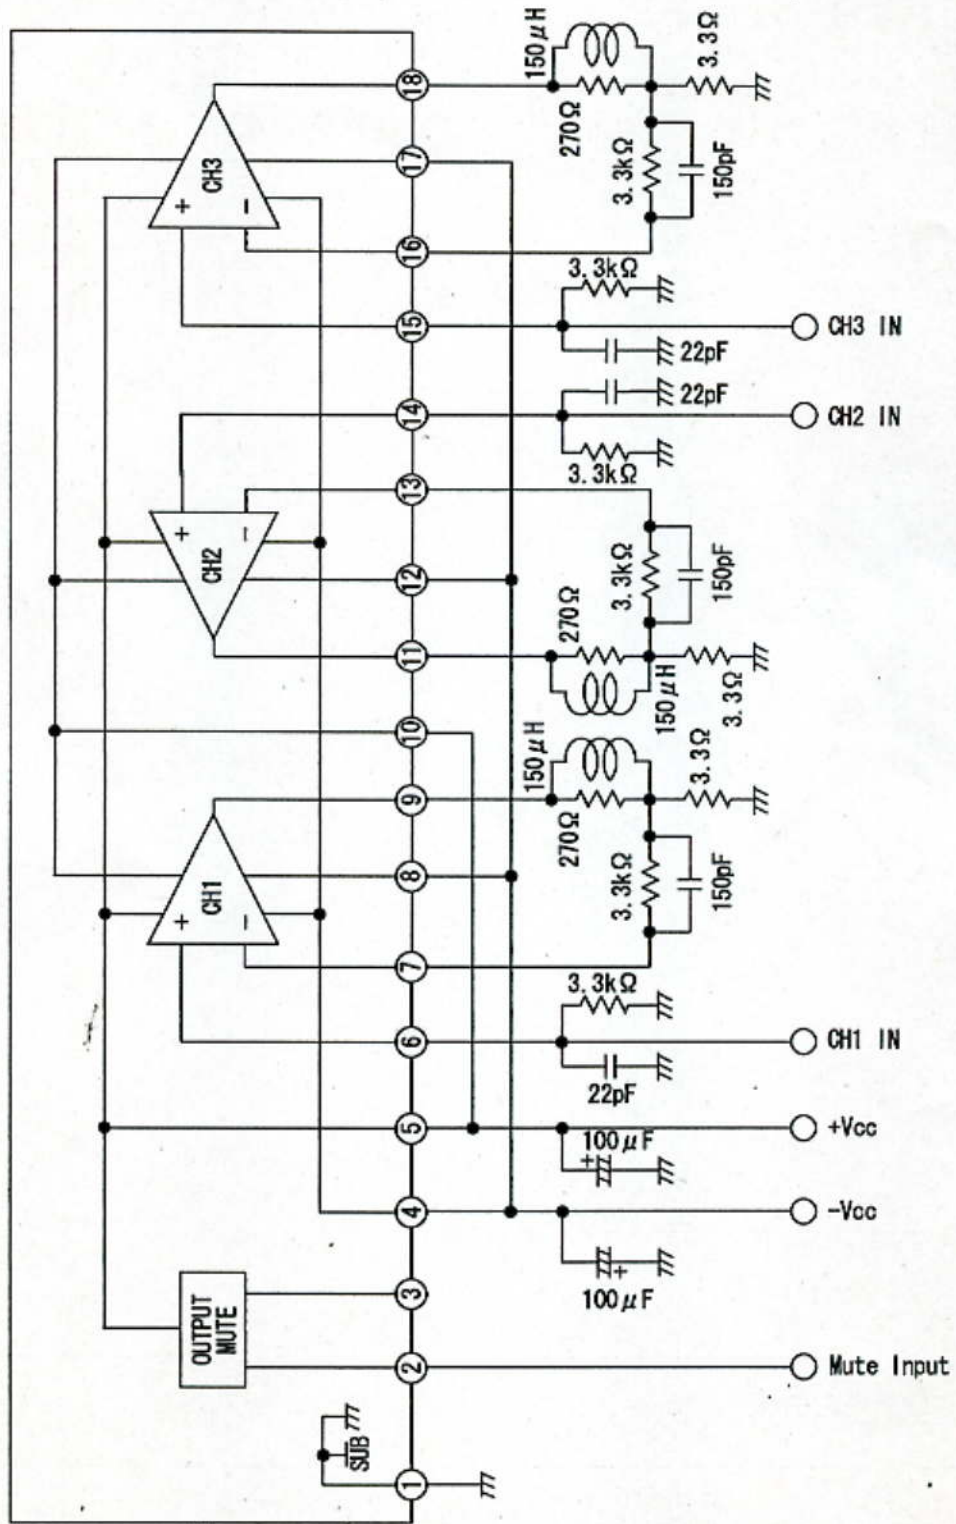 18
150μH
270Ω
3.3Ω
3.3kΩ
150pF
CH3
+
−
17
16
3.3kΩ
15
CH3 IN
22pF
22pF
14
CH2 IN
3.3kΩ
13
+
−
CH2
12
3.3kΩ
150pF
270Ω
11
150μH
3.3Ω
10
150μH
9
270Ω
3.3Ω
3.3kΩ
150pF
8
CH1
+
−
7
3.3kΩ
6
CH1 IN
22pF
5
+Vcc
100μF
+
4
-Vcc
+
100μF
3
OUTPUT
MUTE
2
Mute Input
SUB
1